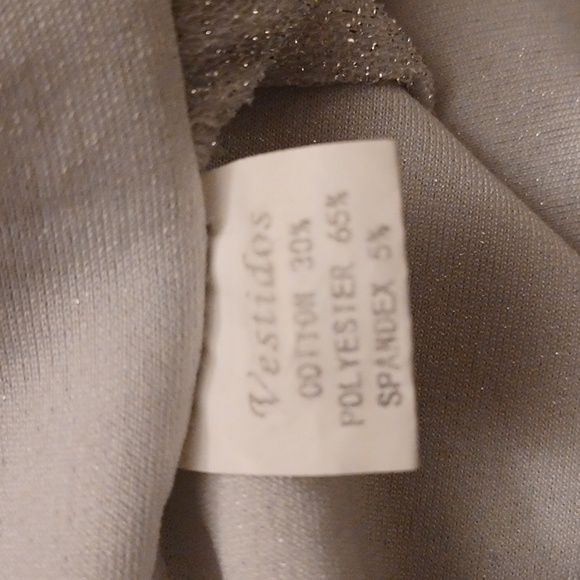 Vestidos
COTTON 30%
POLYESTER 65%
SPANDEX 5%